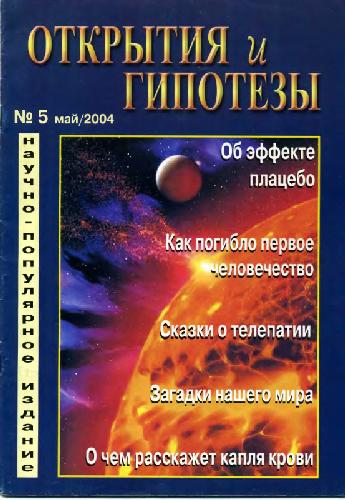 ОТКРЫТИЯ и
ГИПОТЕЗЫ
№ 5 май/2004
научно-популярное издание
Об эффекте
плацебо
Как погибло первое
человечество
Сказки о телепатии
Загадки нашего мира
О чем расскажет капля крови